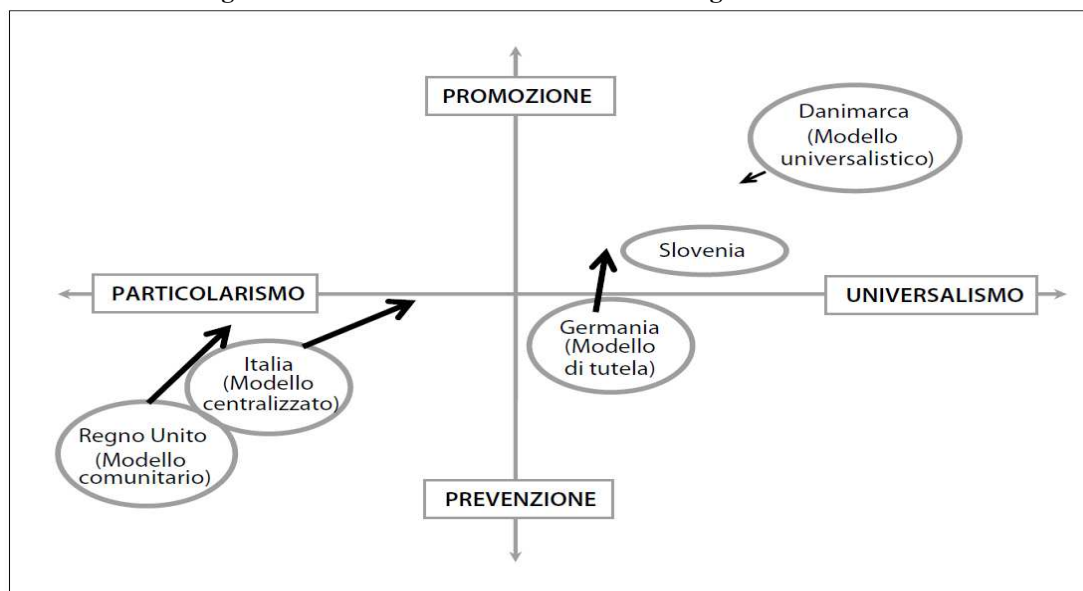 PROMOZIONE
Danimarca
(Modello
universalistico)
Slovenia
PARTICOLARISMO
UNIVERSALISMO
Germania
(Modello
di tutela)
Italia
(Modello
centralizzato)
Regno Unito
(Modello
comunitario)
PREVENZIONE